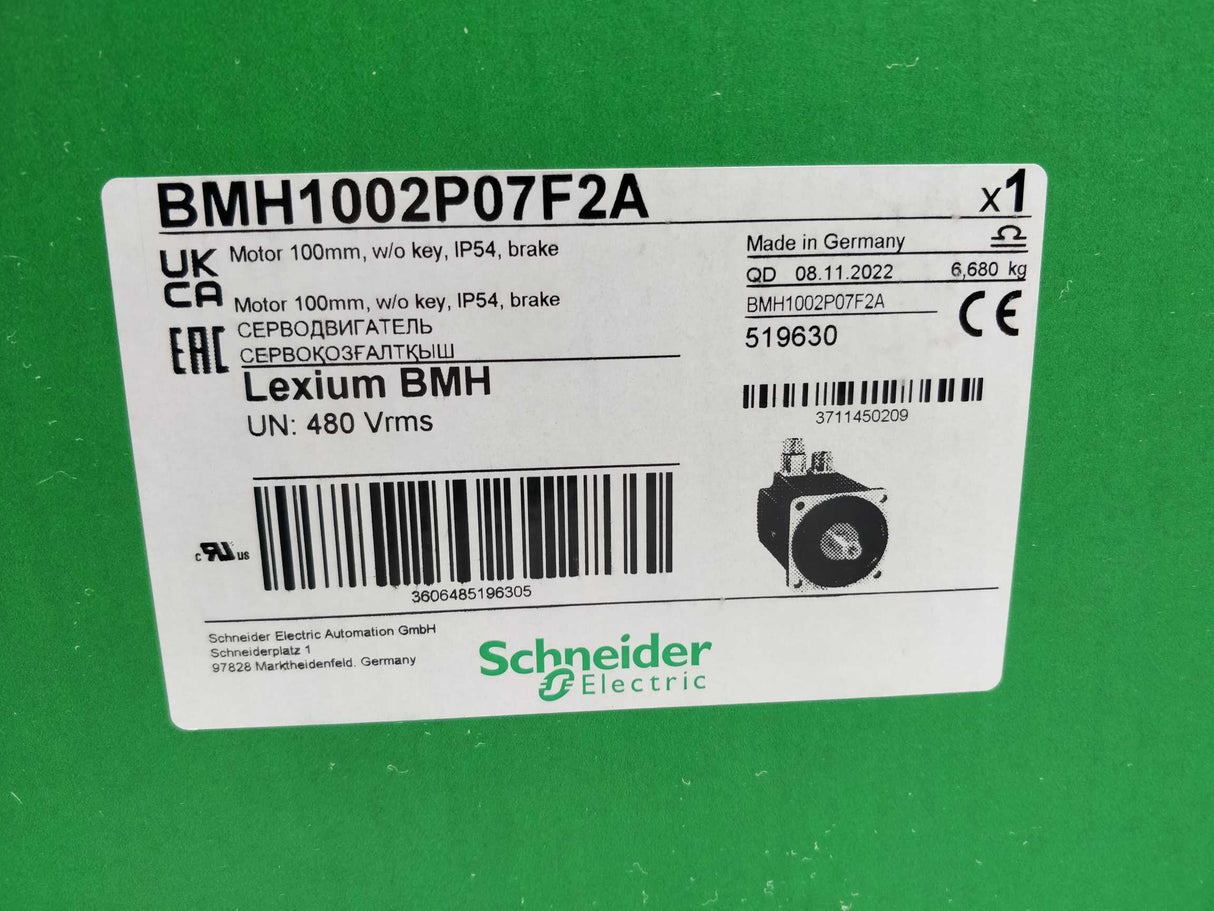 BMH1002P07F2A
x1
UK
CA
Motor 100mm, w/o key, IP54, brake
Motor 100mm, w/o key, IP54, brake
EAC
СЕРВОДВИГАТЕЛЬ
СЕРВОҚОЗҒАЛТҚЫШ
Lexium BMH
UN: 480 Vrms
Made in Germany
QD 08.11.2022 6,680 kg
BMH1002P07F2A
CE
519630
3711450209
c RU US
3606485196305
Schneider Electric Automation GmbH
Schneiderplatz 1
97828 Marktheidenfeld. Germany
Schneider
Electric